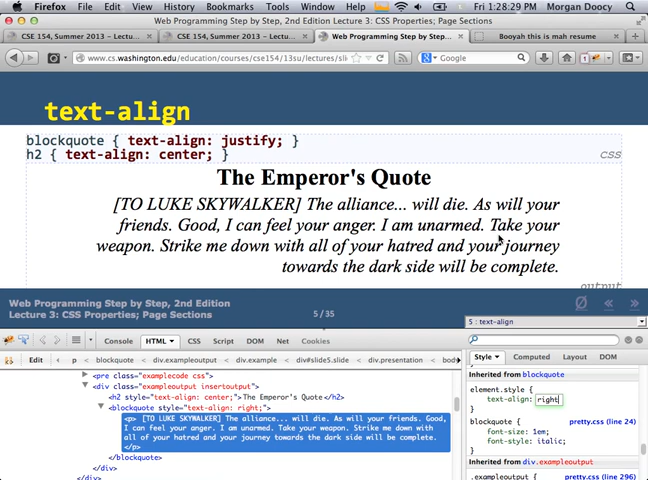 Firefox File Edit View History Bookmarks Tools Window Help Fri 1:28:29 PM Morgan Doocy
Web Programming Step by Step, 2nd Edition Lecture 3: CSS Properties; Page Sections
CSE 154, Summer 2013 – Lectu... CSE 154, Summer 2013 – Lectu... Web Programming Step by Step,... Booyah this is mah resume
www.cs.washington.edu/education/courses/cse154/13su/lectures/sli Google
text-align
blockquote { text-align: justify; }
h2 { text-align: center; }
CSS
The Emperor's Quote
[TO LUKE SKYWALKER] The alliance... will die. As will your
friends. Good, I can feel your anger. I am unarmed. Take your
weapon. Strike me down with all of your hatred and your journey
towards the dark side will be complete.
output
Web Programming Step by Step, 2nd Edition
Lecture 3: CSS Properties; Page Sections
5 / 35
5 : text-align
Console HTML CSS Script DOM Net Cookies
Edit p blockquote div.exampleoutput div.example div#slide5.slide div.presentation body
Style Computed Layout DOM
<pre class="examplecode css">
<div class="exampleoutput insertoutput">
<h2 style="text-align: center;">The Emperor's Quote</h2>
<blockquote style="text-align: right;">
<p> [TO LUKE SKYWALKER] The alliance... will die. As will your friends. Good,
I can feel your anger. I am unarmed. Take your weapon. Strike me down with
all of your hatred and your journey towards the dark side will be complete.
</p>
</blockquote>
</div>
</div>
Inherited from blockquote
element.style {
text-align: right
}
blockquote { pretty.css (line 24)
font-size: 1em;
font-style: italic;
}
Inherited from div.exampleoutput
.exampleoutput { pretty.css (line 296)